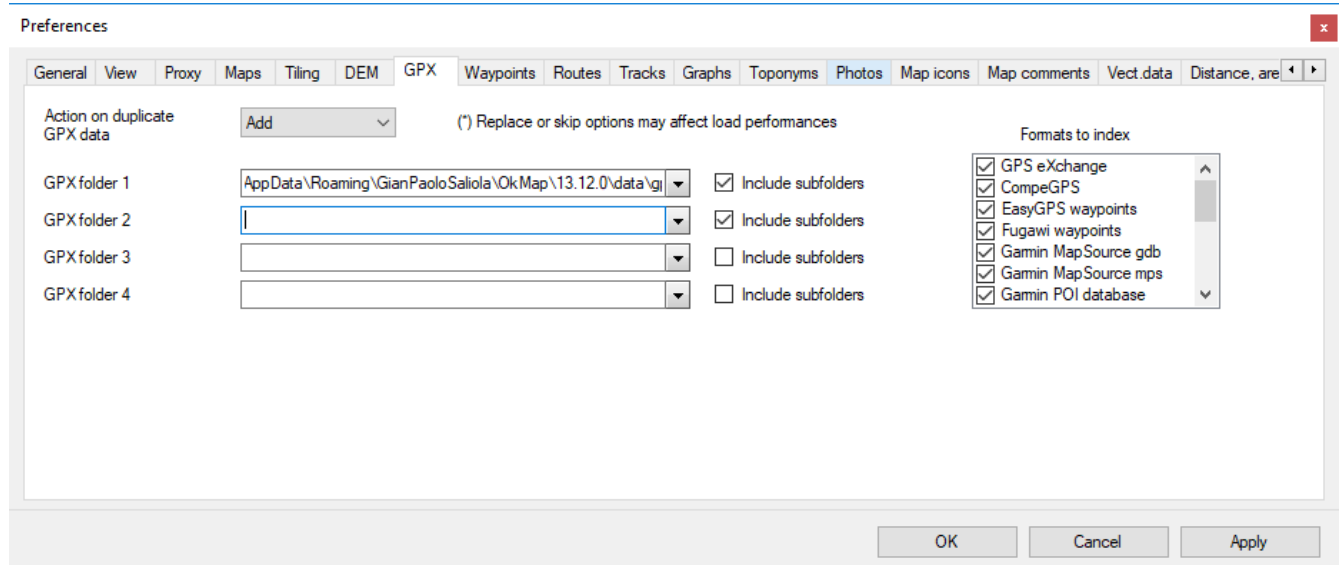 Preferences
x
General View Proxy Maps Tiling DEM GPX Waypoints Routes Tracks Graphs Toponyms Photos Map icons Map comments Vect.data Distance, are
Action on duplicate
GPX data
Add
(*) Replace or skip options may affect load performances
Formats to index
GPX folder 1 AppData\Roaming\GianPaoloSaliola\OkMap\13.12.0\data\g Include subfolders
GPX folder 2 Include subfolders
GPX folder 3 Include subfolders
GPX folder 4 Include subfolders
GPS eXchange
CompeGPS
EasyGPS waypoints
Fugawi waypoints
Garmin MapSource gdb
Garmin MapSource mps
Garmin POI database
OK Cancel Apply